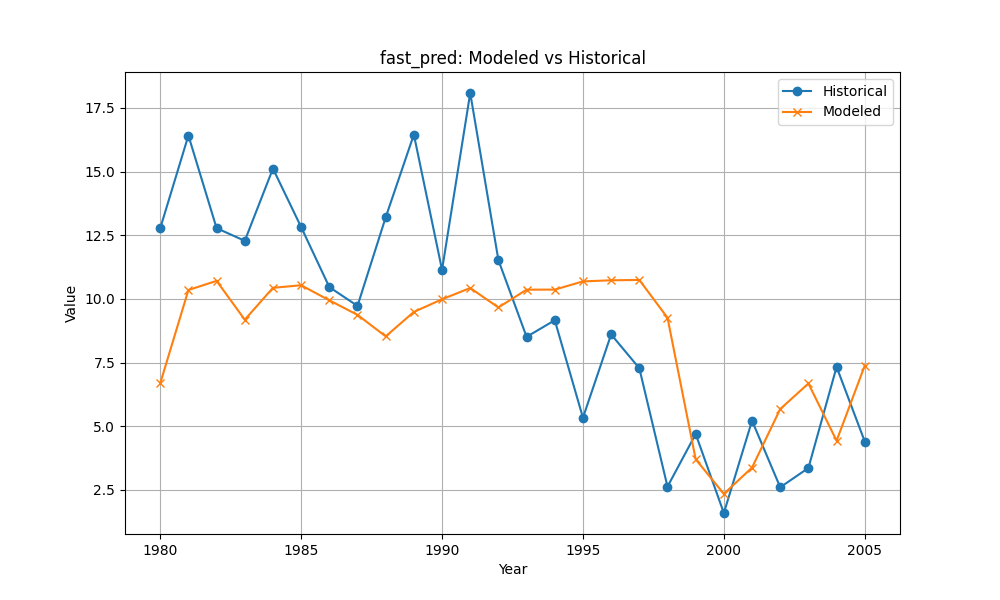 fast_pred: Modeled vs Historical
Historical
Modeled
Value
17.5
15.0
12.5
10.0
7.5
5.0
2.5
1980
1985
1990
1995
2000
2005
Year